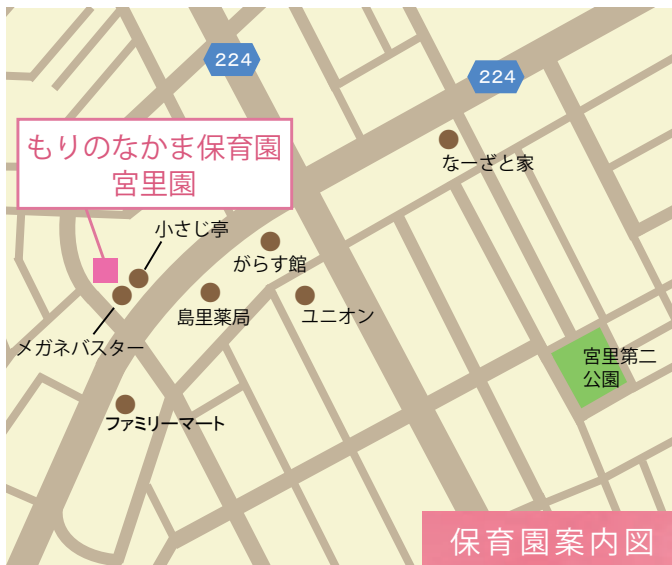 224
224
もりのなかま保育園
宮里園
なーざと家
小さじ亭
がらす館
島里薬局
ユニオン
メガネバスター
宮里第二
公園
ファミリーマート
保育園案内図